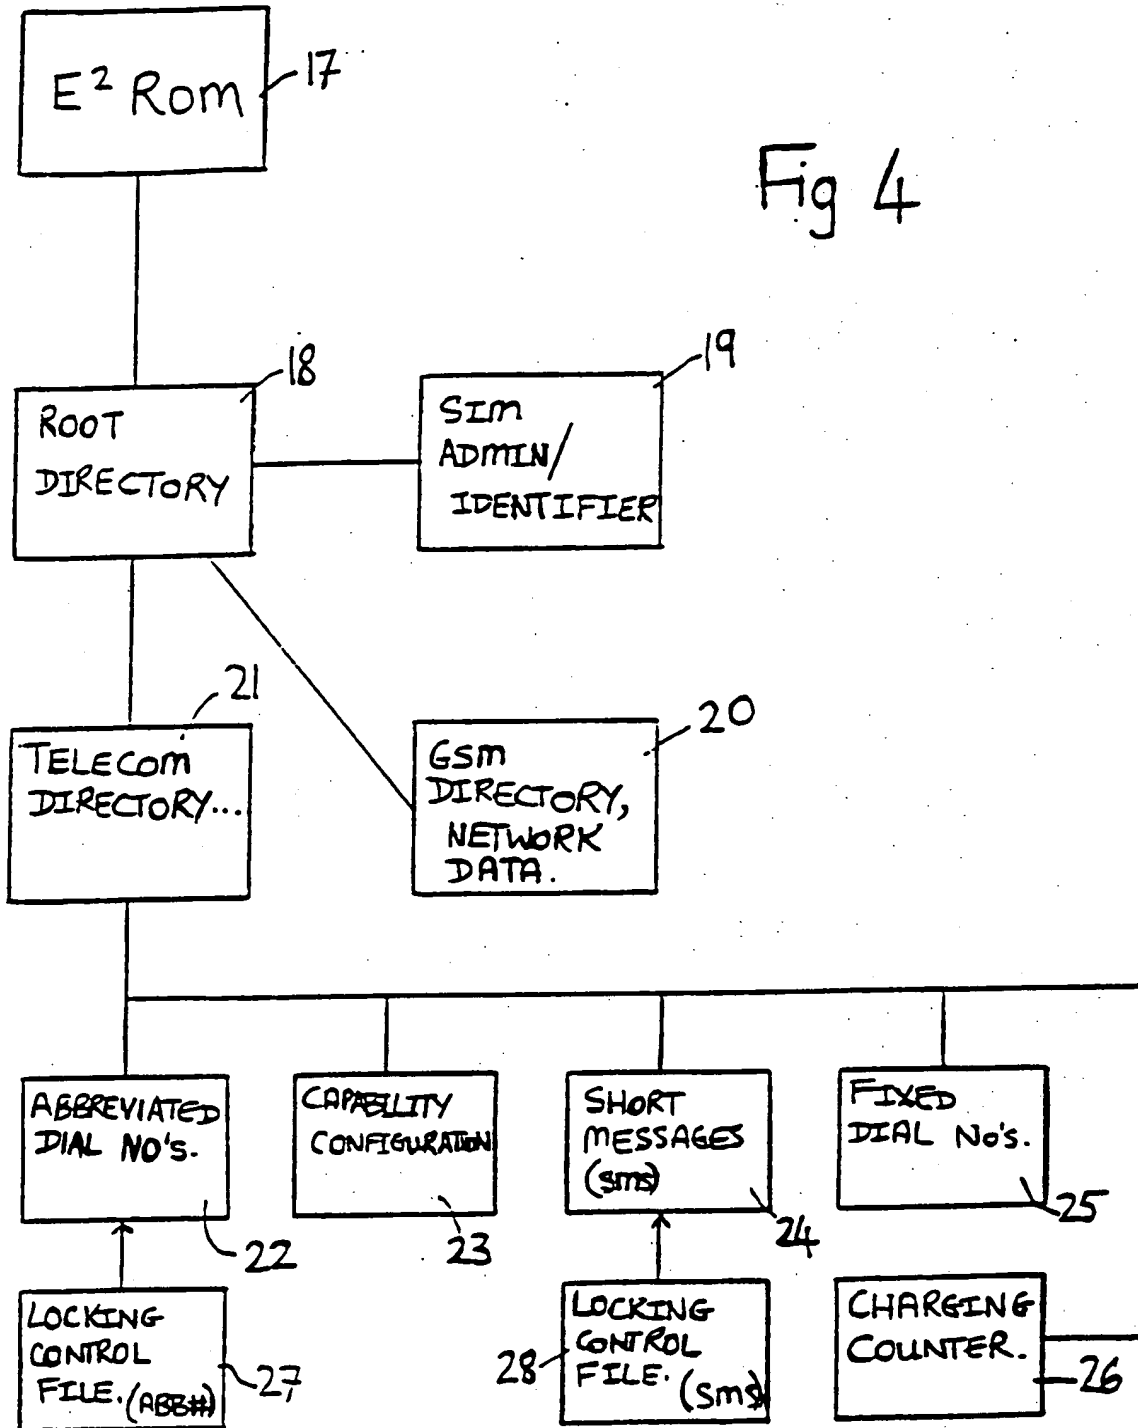 E² Rom
17
Fig 4
18
19
ROOT
DIRECTORY
SIM
ADMIN/
IDENTIFIER
21
20
TELECOM
DIRECTORY...
GSM
DIRECTORY,
NETWORK
DATA.
ABBREVIATED
DIAL NO'S.
22
CAPABILITY
CONFIGURATION
23
SHORT
MESSAGES
(sms)
24
FIXED
DIAL No's.
25
LOCKING
CONTROL
FILE. (ABB#)
27
LOCKING
CONTROL
FILE. (sms)
28
CHARGING
COUNTER.
26